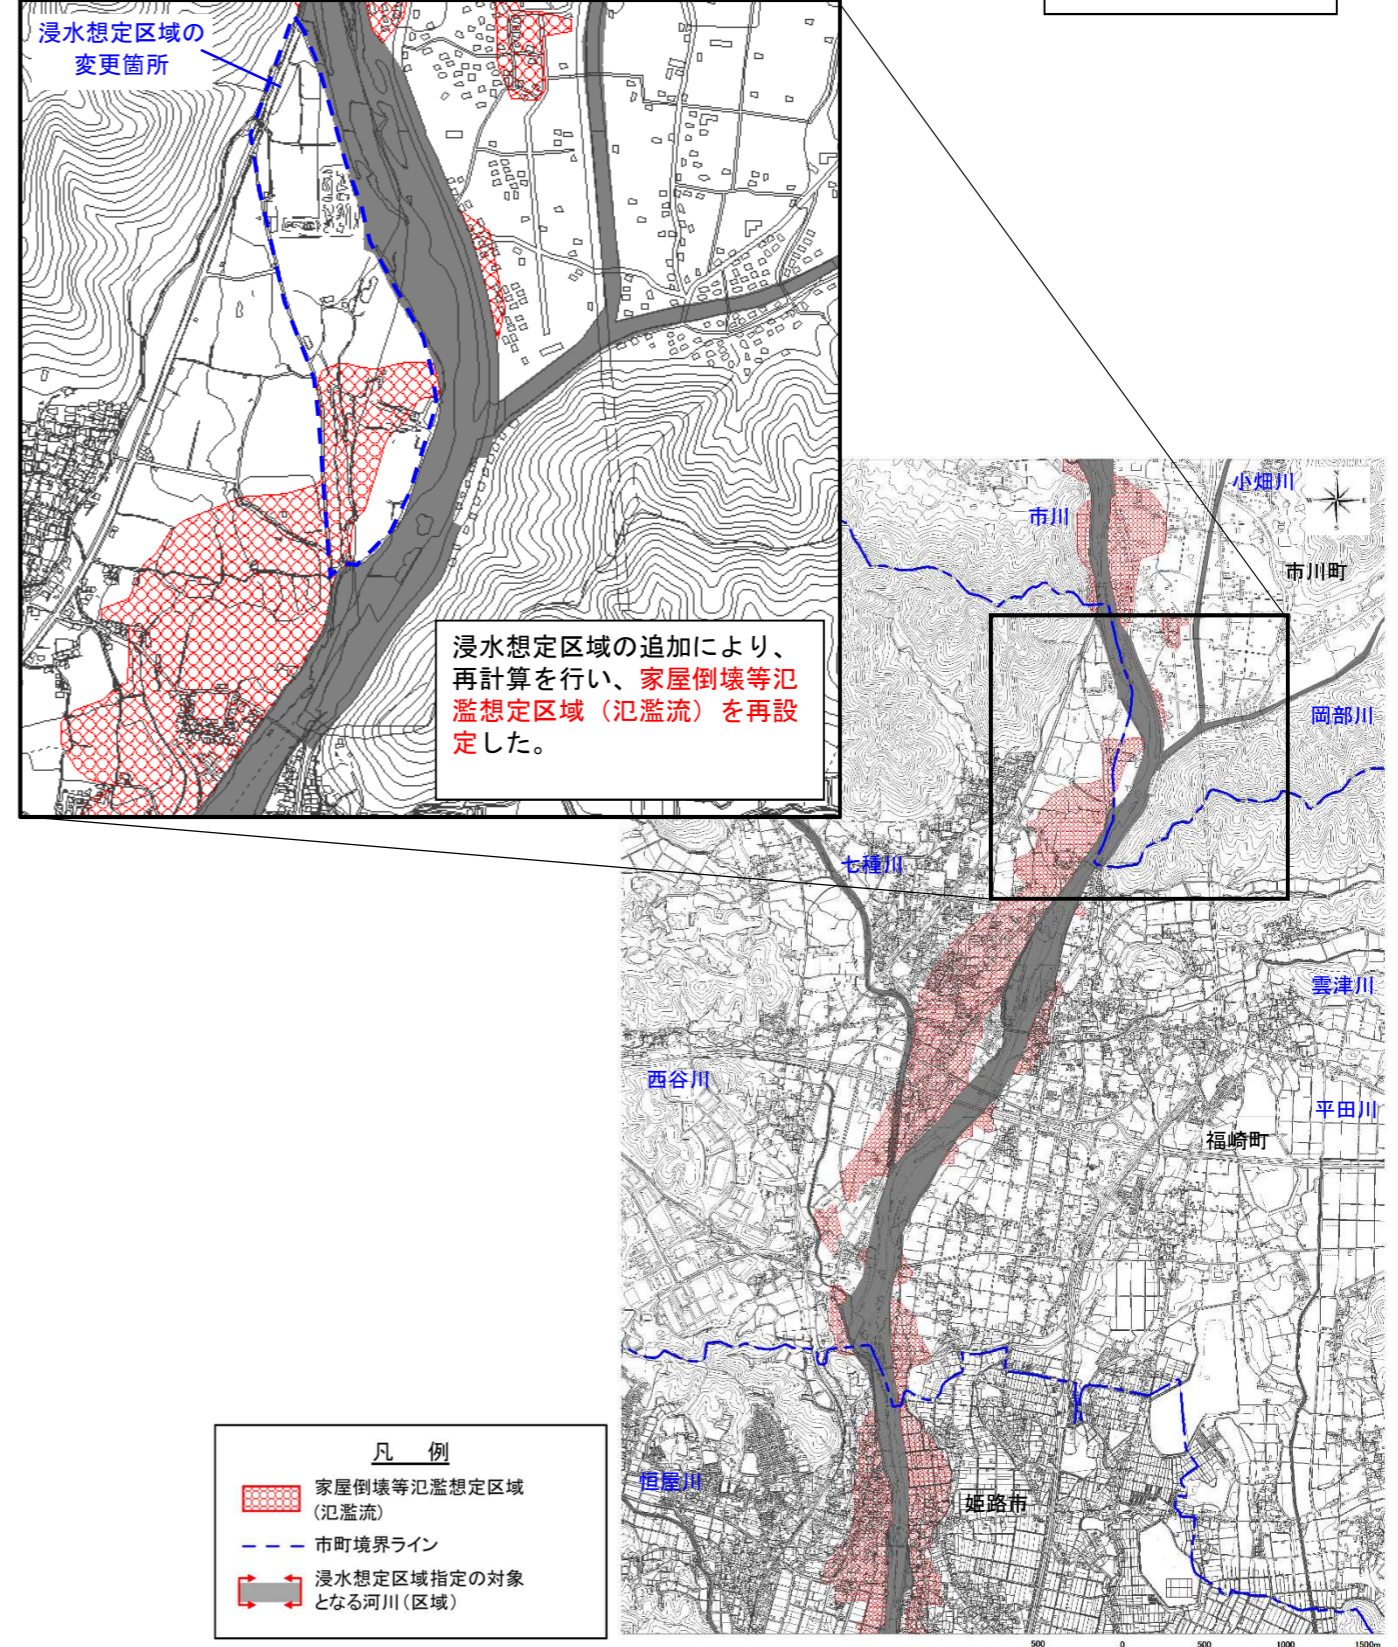 浸水想定区域の
変更箇所
浸水想定区域の追加により、
再計算を行い、家屋倒壊等氾
濫想定区域（氾濫流）を再設
定した。
小畑川
N
W
E
S
市川
市川町
岡部川
七種川
雲津川
西谷川
平田川
福崎町
恒屋川
姫路市
凡　例
家屋倒壊等氾濫想定区域
(氾濫流)
市町境界ライン
浸水想定区域指定の対象
となる河川（区域）
500 0 500 1000 1500m